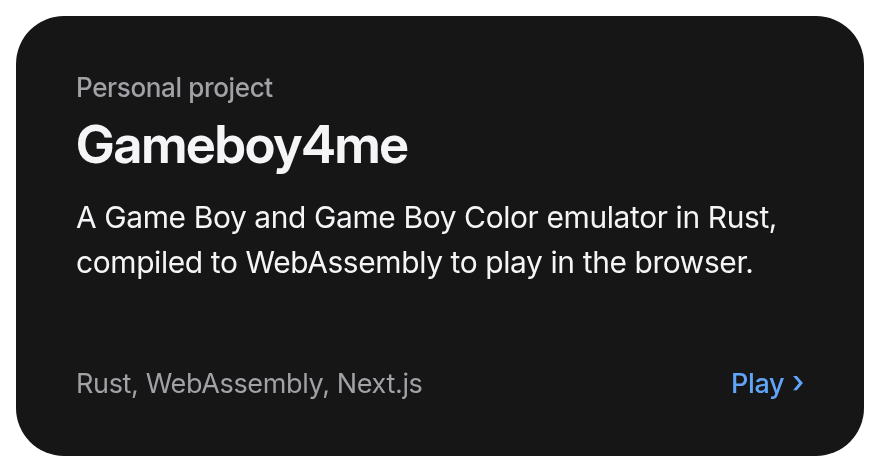 Personal project
Gameboy4me
A Game Boy and Game Boy Color emulator in Rust,
compiled to WebAssembly to play in the browser.
Rust, WebAssembly, Next.js
Play ›